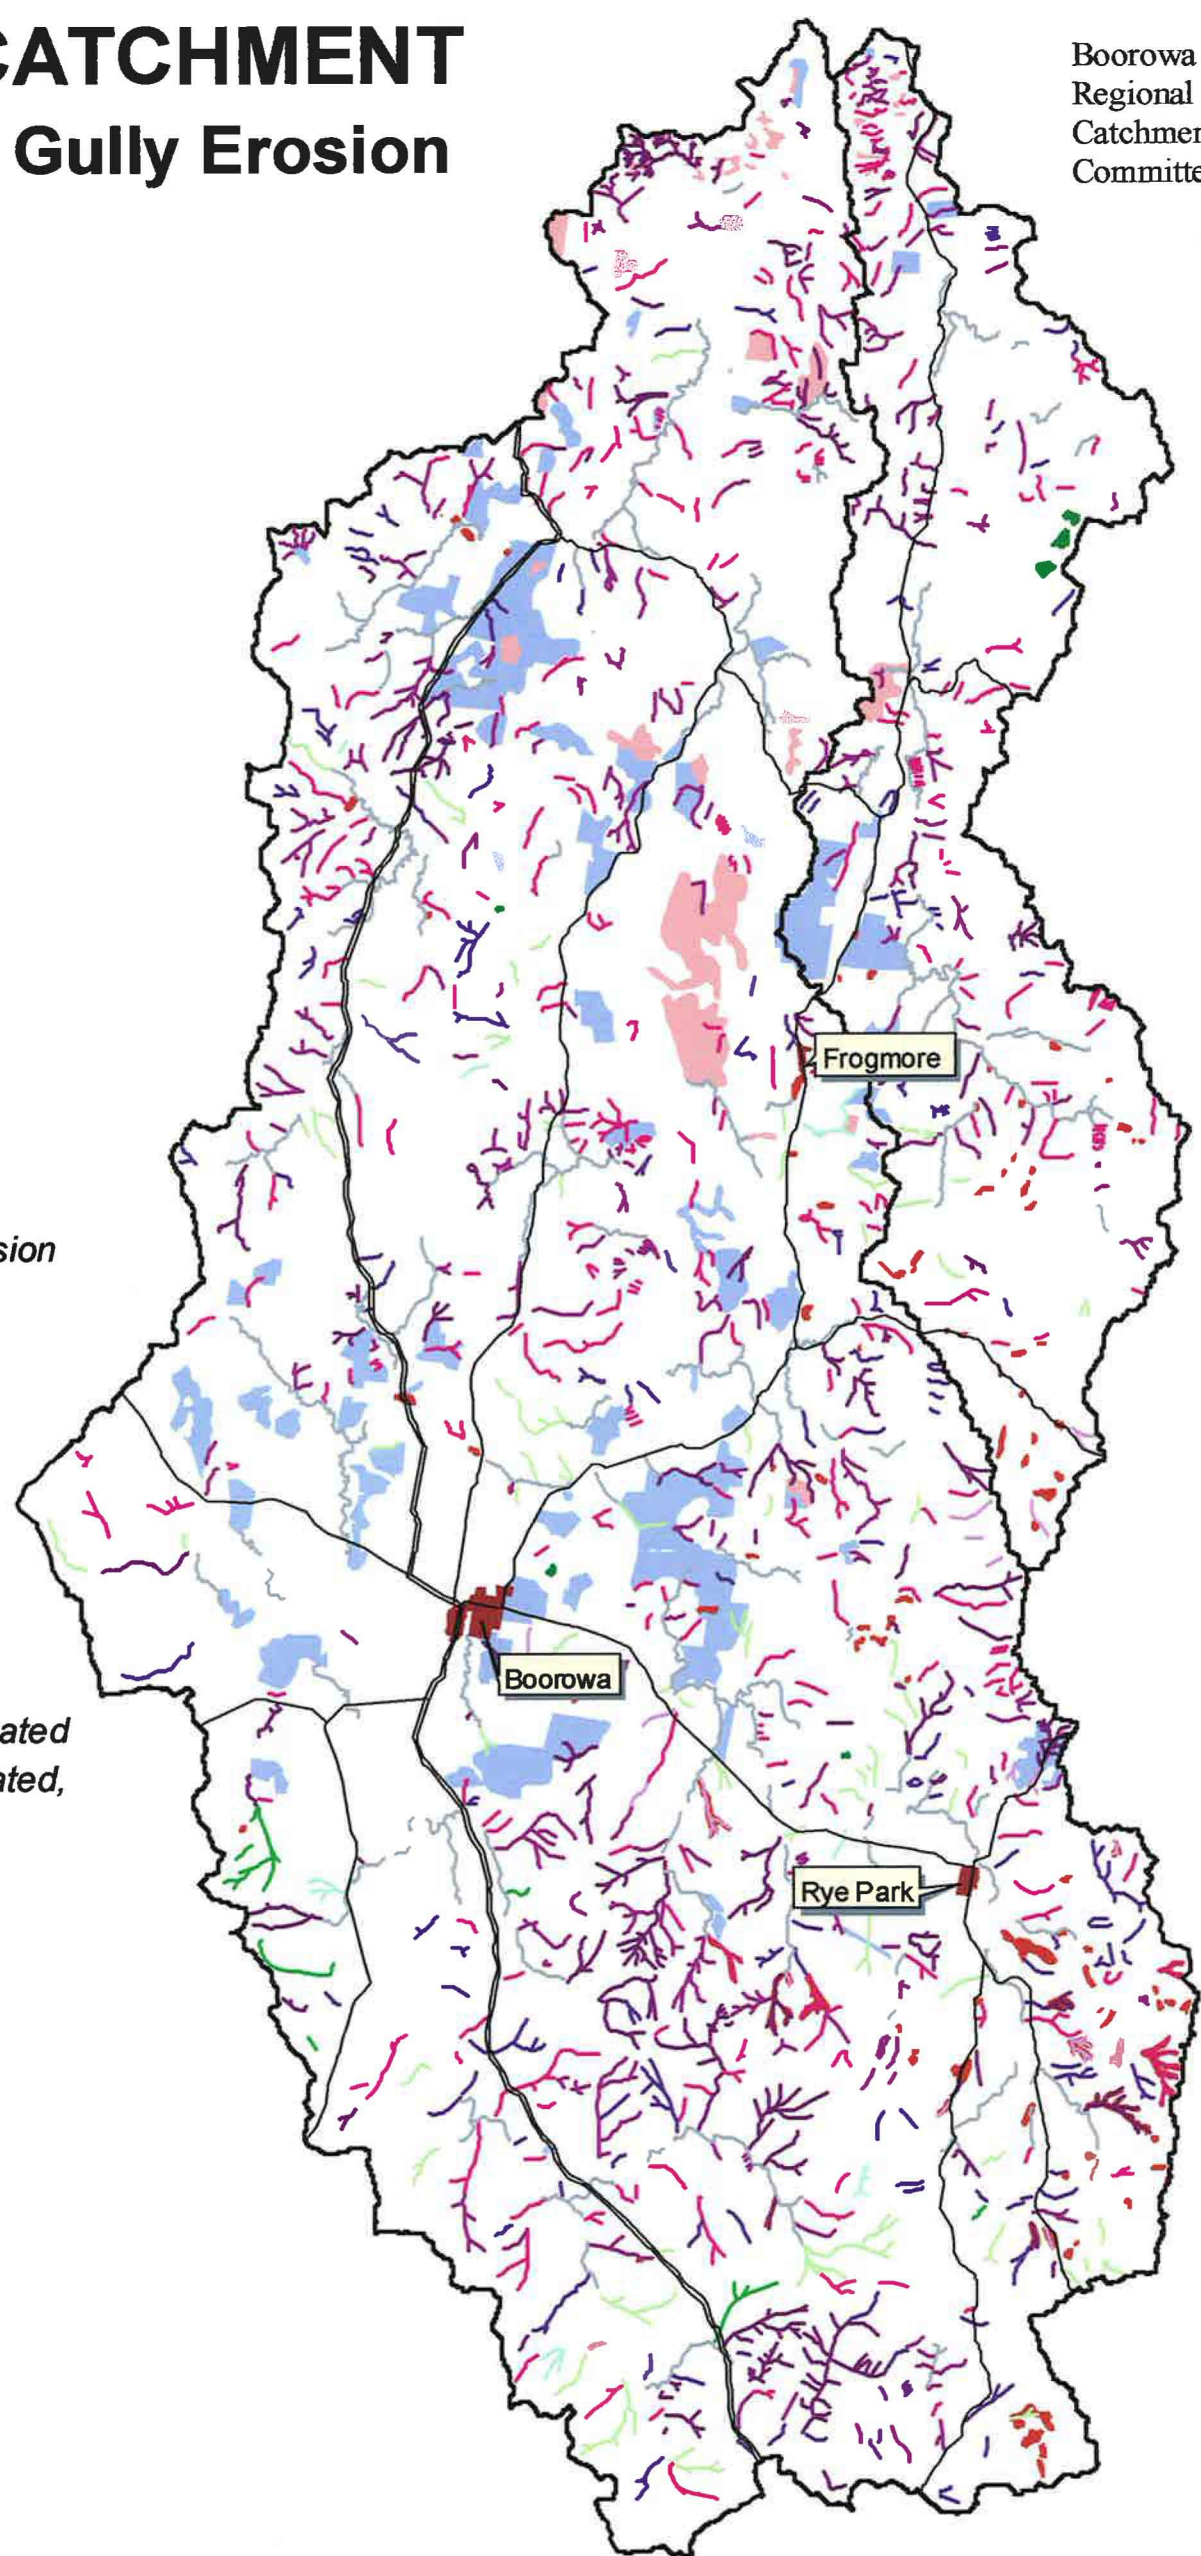 CATCHMENT
Gully Erosion
Boorowa
Regional
Catchmen
Committe
Frogmore
sion
Boorowa
ated
ated,
Rye Park